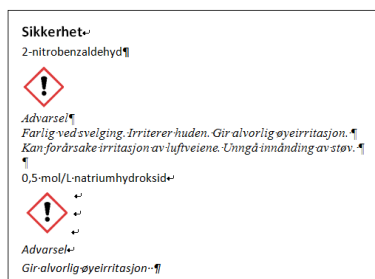 Sikkerhet
2-nitrobenzaldehyd¶
Advarsel¶
Farlig·ved·svelging.·Irriterer·huden.·Gir·alvorlig·øyeirritasjon.·¶
Kan·forårsake·irritasjon·av·luftveiene.·Unngå·innånding·av·støv.·¶
¶
0,5·mol/L·natriumhydroksid↵
↵
↵
↵
Advarsel↵
Gir·alvorlig·øyeirritasjon··¶